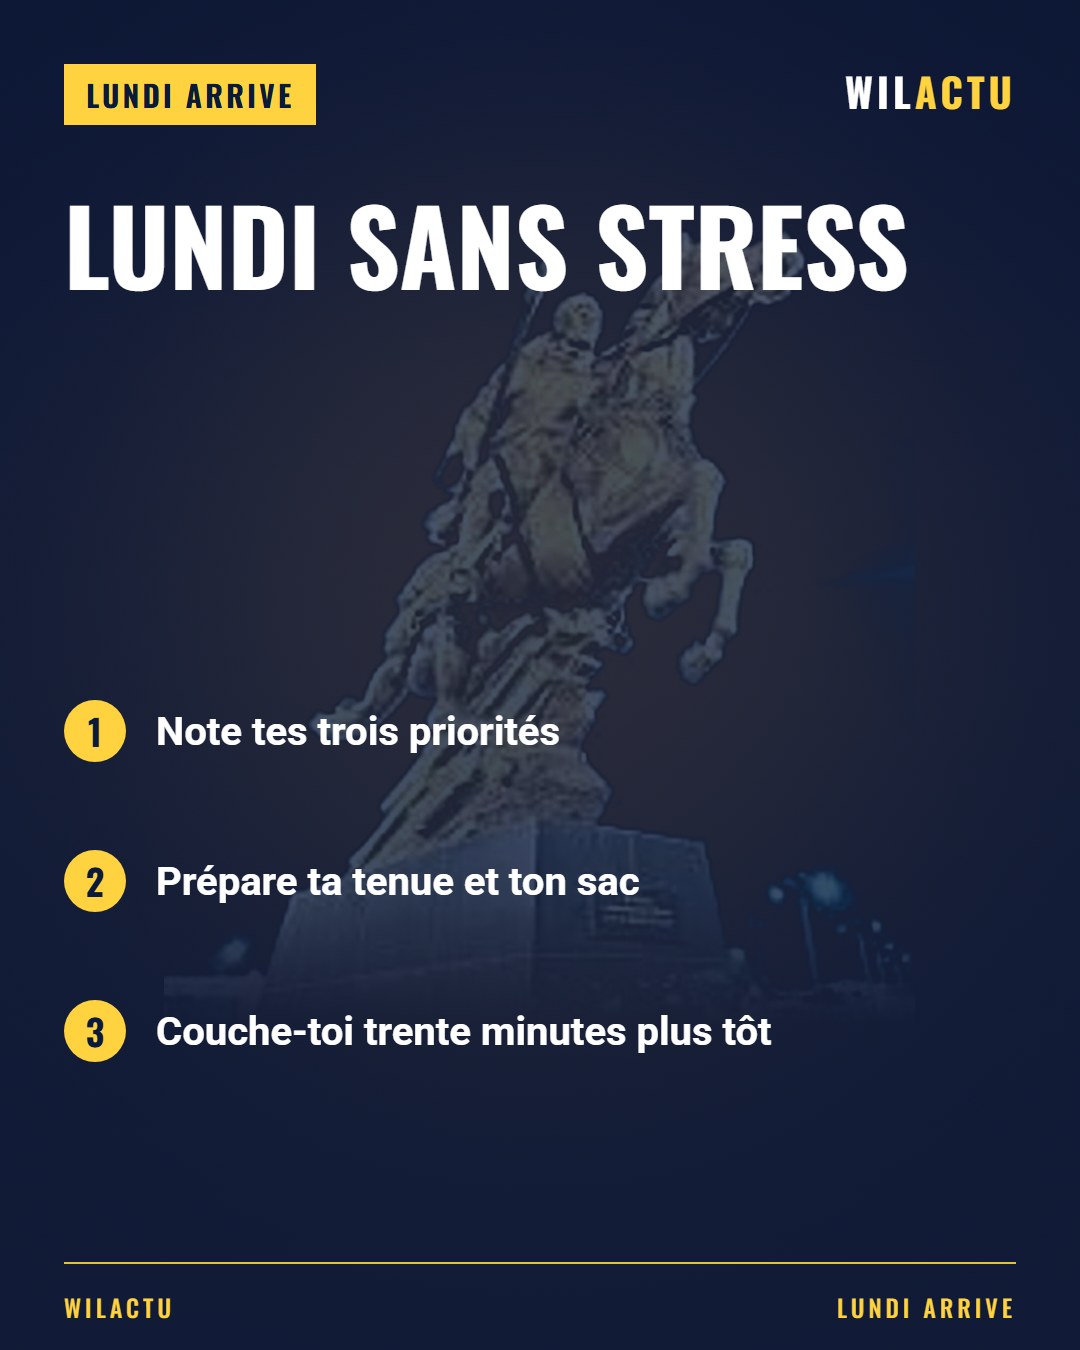 LUNDI ARRIVE
WILACTU
LUNDI SANS STRESS
1 Note tes trois priorités
2 Prépare ta tenue et ton sac
3 Couche-toi trente minutes plus tôt
WILACTU
LUNDI ARRIVE